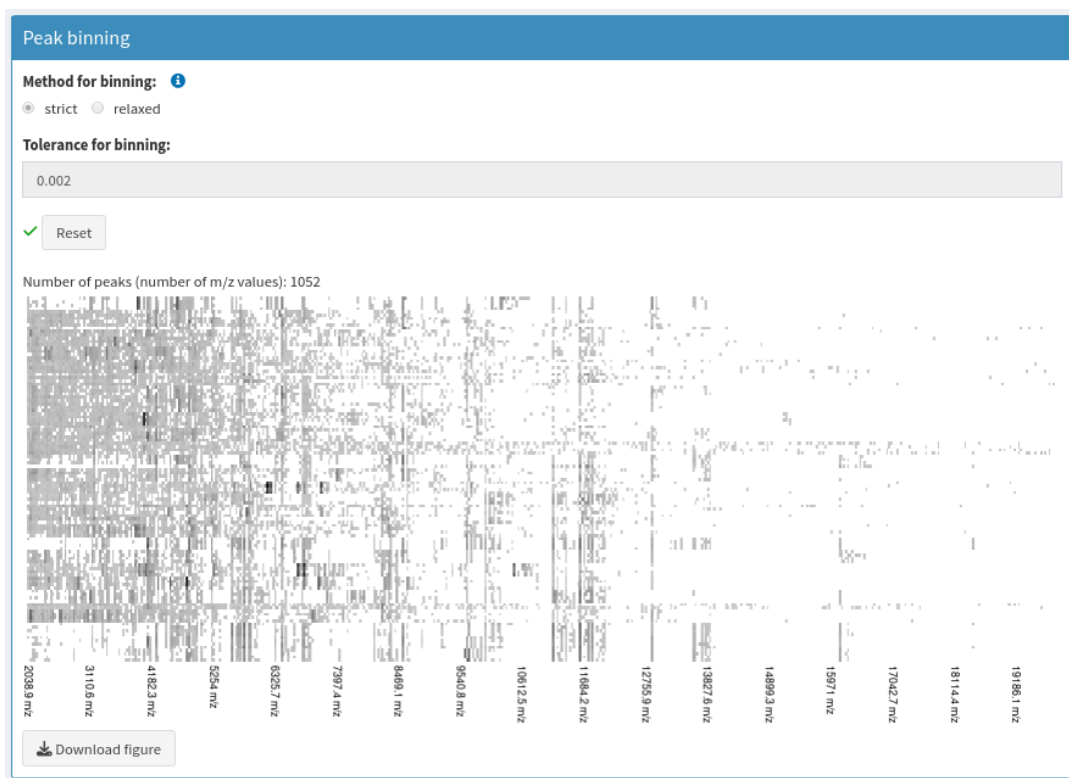 Peak binning
Method for binning:
strict relaxed
Tolerance for binning:
0.002
Reset
Number of peaks (number of m/z values): 1052
2038.9 m/z
3110.6 m/z
4182.3 m/z
5254 m/z
6325.7 m/z
7397.4 m/z
8469.1 m/z
9540.8 m/z
10612.5 m/z
11684.2 m/z
12755.9 m/z
13827.6 m/z
14899.3 m/z
15971 m/z
17042.7 m/z
18114.4 m/z
19186.1 m/z
Download figure